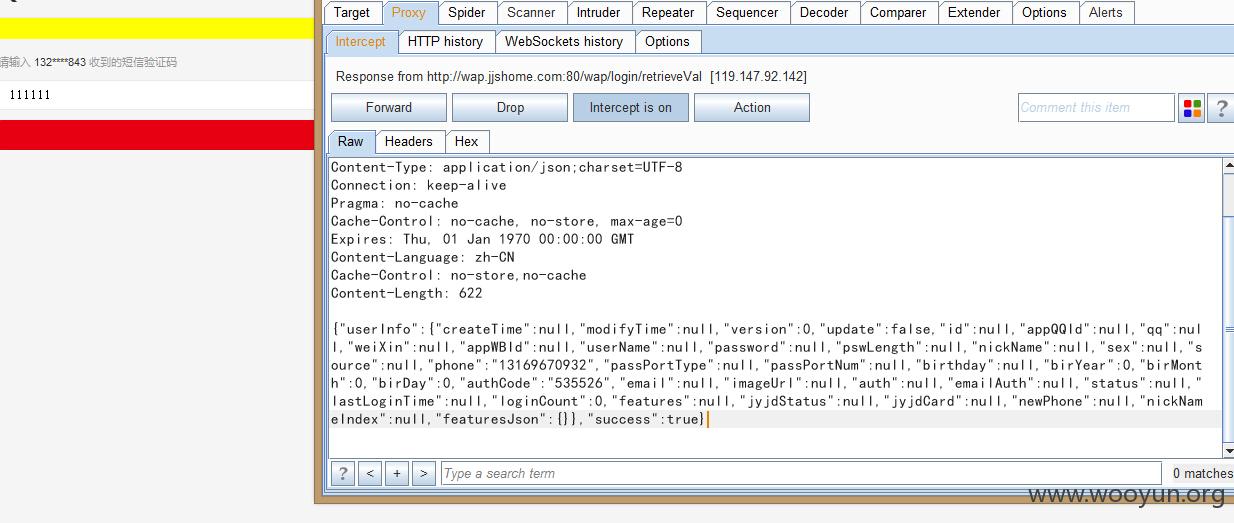 Target Proxy Spider Scanner Intruder Repeater Sequencer Decoder Comparer Extender Options Alerts
Intercept HTTP history WebSockets history Options
请输入 132****843 收到的短信验证码
111111
Response from http://wap.jjshome.com:80/wap/login/retrieveVal [119.147.92.142]
Forward Drop Intercept is on Action Comment this item ?
Raw Headers Hex
Content-Type: application/json;charset=UTF-8
Connection: keep-alive
Pragma: no-cache
Cache-Control: no-cache, no-store, max-age=0
Expires: Thu, 01 Jan 1970 00:00:00 GMT
Content-Language: zh-CN
Cache-Control: no-store,no-cache
Content-Length: 622
{"userInfo":{"createTime":null,"modifyTime":null,"version":0,"update":false,"id":null,"appQQId":null,"qq":nul
l,"weiXin":null,"appWBId":null,"userName":null,"password":null,"pswLength":null,"nickName":null,"sex":null,"s
ource":null,"phone":"13169670932","passPortType":null,"passPortNum":null,"birthday":null,"birYear":0,"birMont
h":0,"birDay":0,"authCode":"535526","email":null,"imageUrl":null,"auth":null,"emailAuth":null,"status":null,"
lastLoginTime":null,"loginCount":0,"features":null,"jyjdStatus":null,"jyjdCard":null,"newPhone":null,"nickNam
eIndex":null,"featuresJson":{}},"success":true}
? < + > Type a search term 0 matches
www.wooyun.org